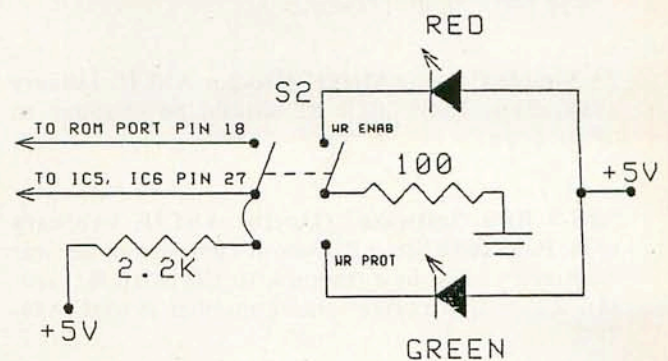 RED
S2
TO ROM PORT PIN 18
WR ENAB
100
+5V
TO IC5, IC6 PIN 27
2.2K
WR PROT
+5V
GREEN